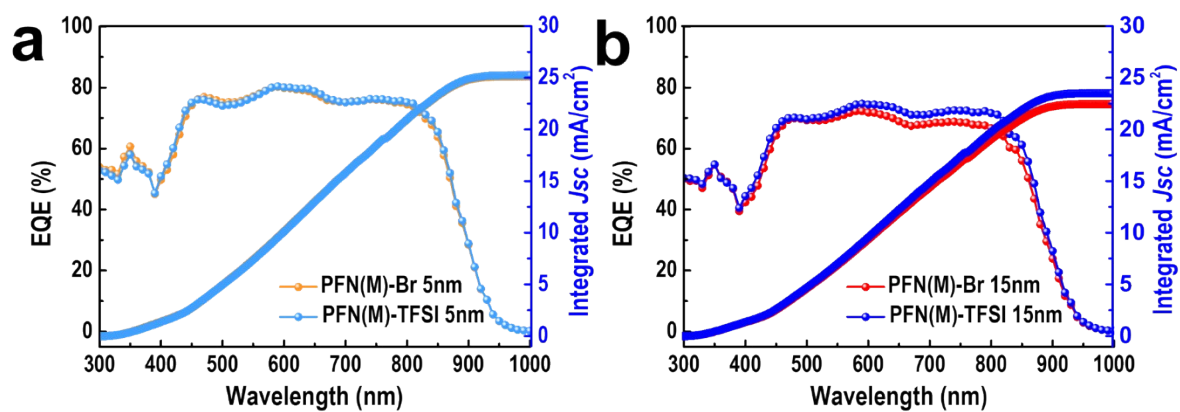 a
100
80
60
40
20
0
EQE (%)
30
25
20
15
10
5
0
Integrated Jsc (mA/cm²)
PFN(M)-Br 5nm
PFN(M)-TFSI 5nm
300 400 500 600 700 800 900 1000
Wavelength (nm)
b
100
80
60
40
20
0
EQE (%)
30
25
20
15
10
5
0
Integrated Jsc (mA/cm²)
PFN(M)-Br 15nm
PFN(M)-TFSI 15nm
300 400 500 600 700 800 900 1000
Wavelength (nm)